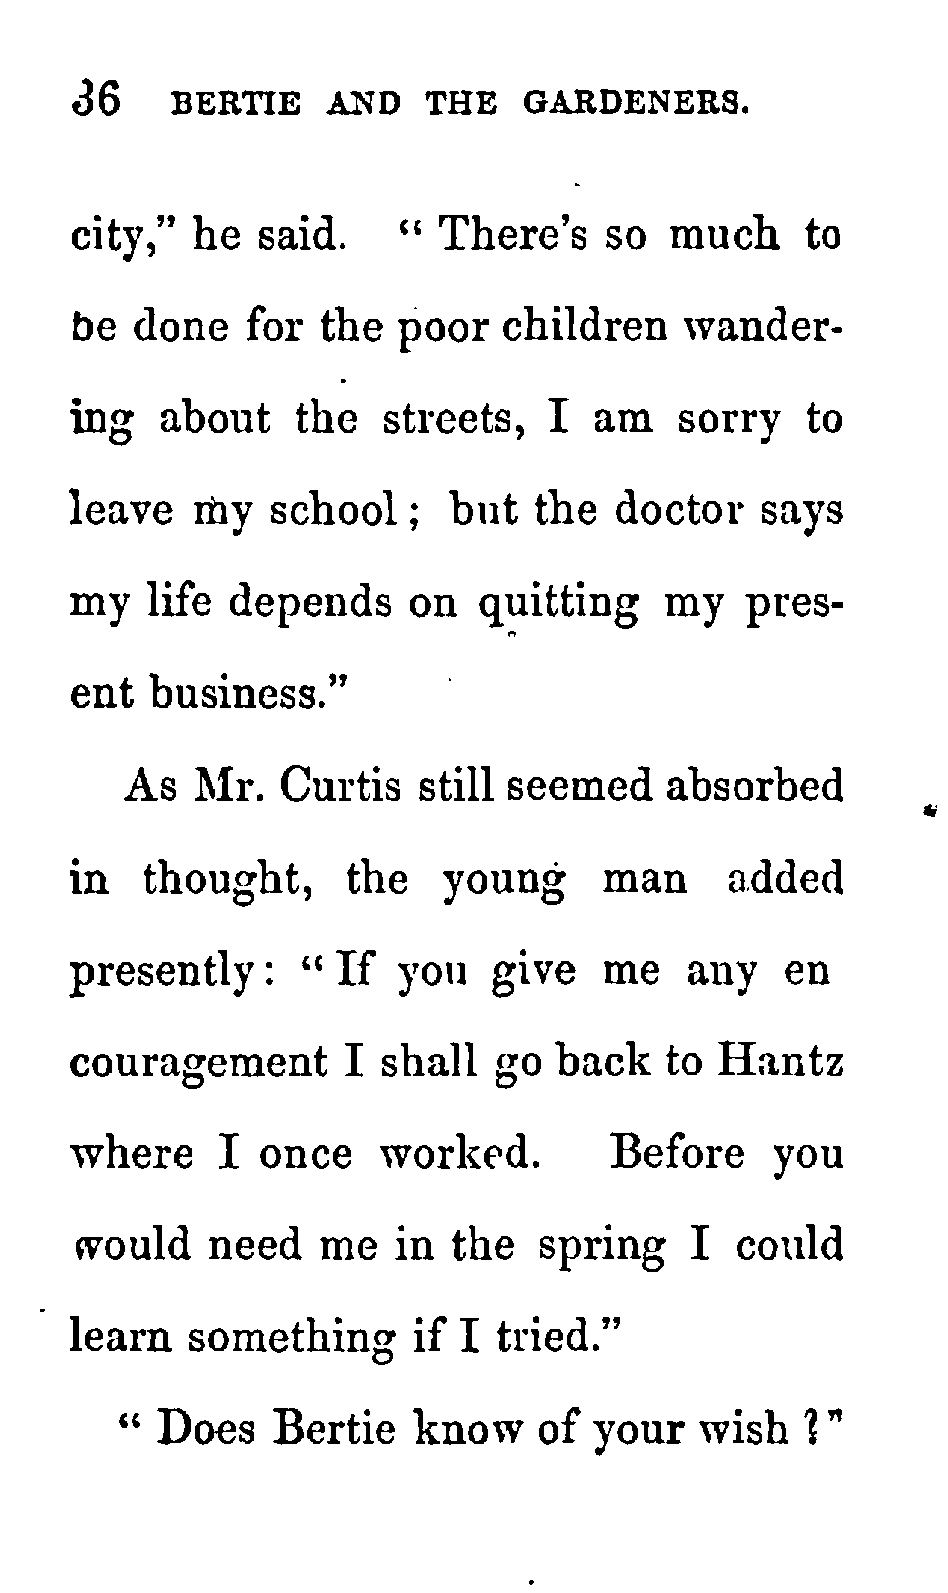 36 BERTIE AND THE GARDENERS.
city," he said. "There's so much to
be done for the poor children wander-
ing about the streets, I am sorry to
leave my school; but the doctor says
my life depends on quitting my pres-
ent business."
As Mr. Curtis still seemed absorbed
in thought, the young man added
presently: "If you give me any en
couragement I shall go back to Hantz
where I once worked. Before you
would need me in the spring I could
learn something if I tried."
"Does Bertie know of your wish?"